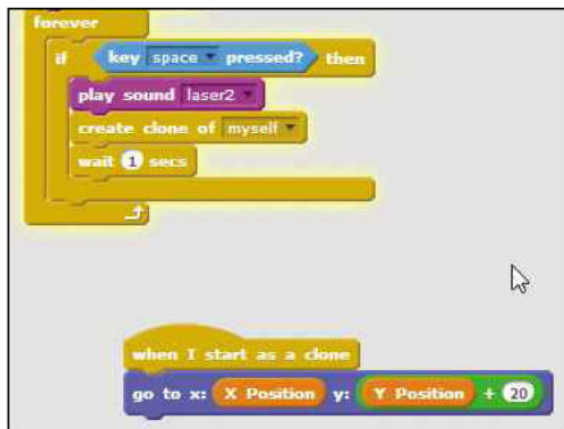 forever
if key space pressed? then
play sound laser2
create clone of myself
wait 1 secs
when I start as a clone
go to x: X Position y: Y Position + 20